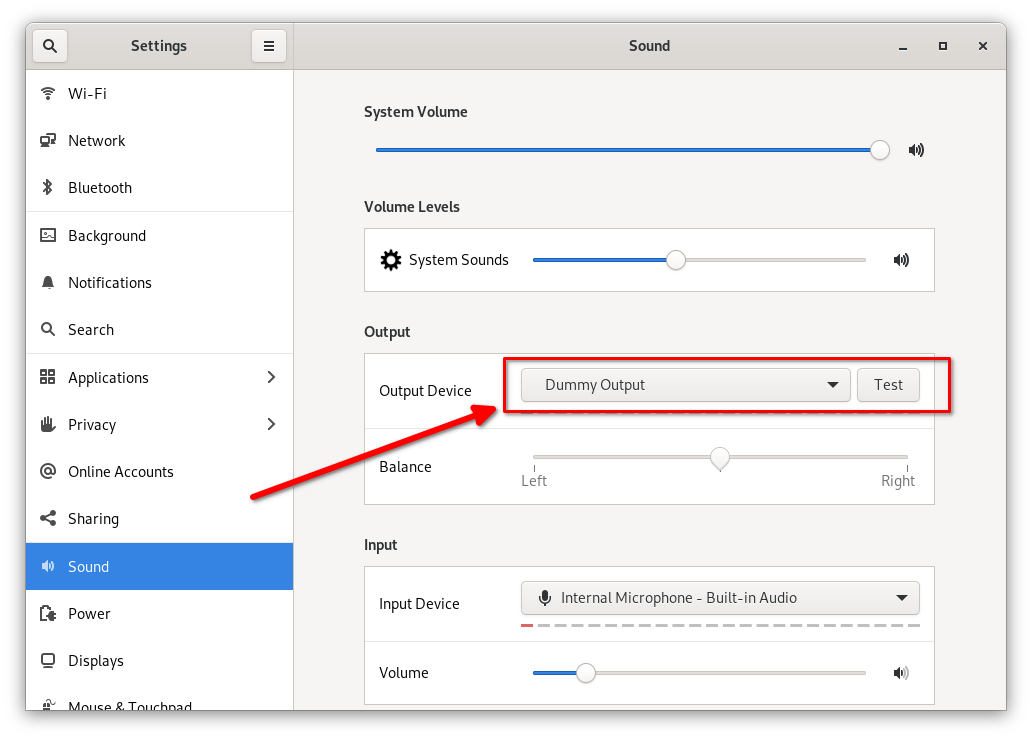 Settings
Sound
Wi-Fi
Network
Bluetooth
Background
Notifications
Search
Applications
Privacy
Online Accounts
Sharing
Sound
Power
Displays
Mouse & Touchpad
System Volume
Volume Levels
System Sounds
Output
Output Device
Dummy Output
Test
Balance
Left
Right
Input
Input Device
Internal Microphone - Built-in Audio
Volume